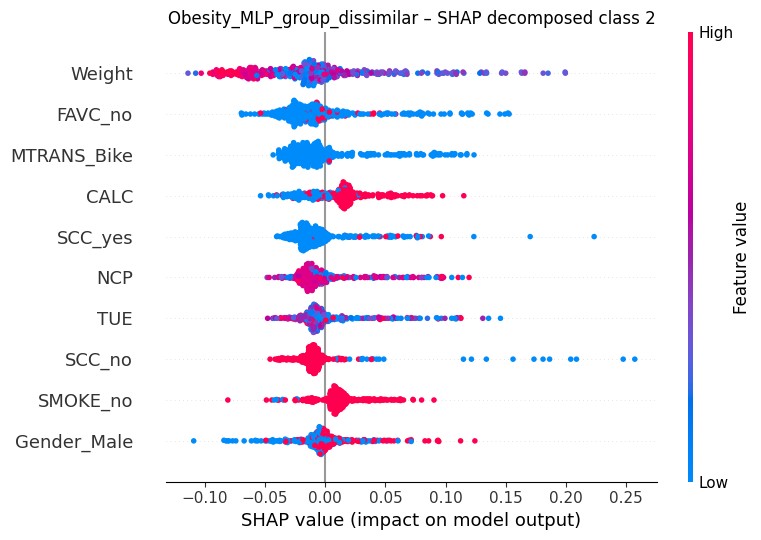 Obesity_MLP_group_dissimilar – SHAP decomposed class 2
High
Weight
FAVC_no
MTRANS_Bike
CALC
SCC_yes
NCP
TUE
SCC_no
SMOKE_no
Gender_Male
Feature value
Low
−0.10 −0.05 0.00 0.05 0.10 0.15 0.20 0.25
SHAP value (impact on model output)